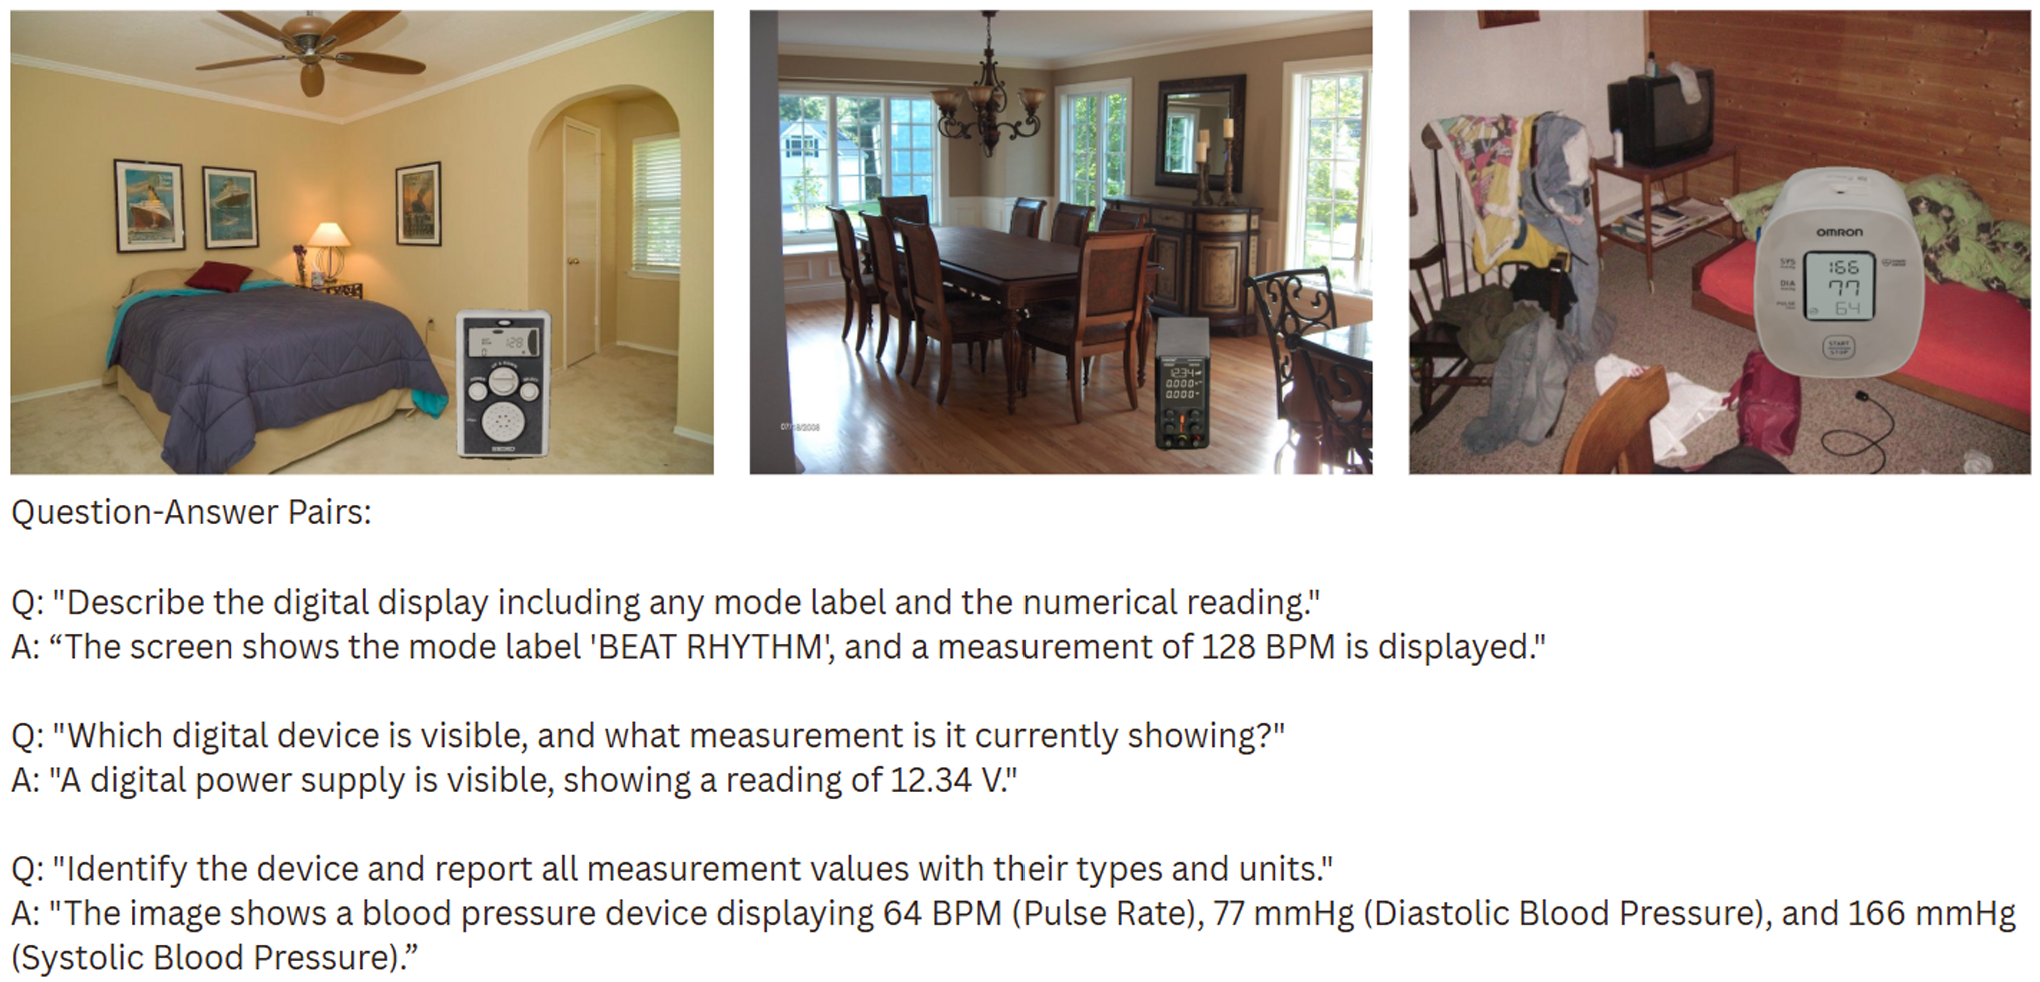 SEIKO
128
07/18/2008
12.34
0.000
0.000
OMRON
SYS
166
DIA
77
PULSE
64
START
STOP
Question-Answer Pairs:
Q: "Describe the digital display including any mode label and the numerical reading."
A: “The screen shows the mode label 'BEAT RHYTHM', and a measurement of 128 BPM is displayed."
Q: "Which digital device is visible, and what measurement is it currently showing?"
A: "A digital power supply is visible, showing a reading of 12.34 V."
Q: "Identify the device and report all measurement values with their types and units."
A: "The image shows a blood pressure device displaying 64 BPM (Pulse Rate), 77 mmHg (Diastolic Blood Pressure), and 166 mmHg
(Systolic Blood Pressure).”